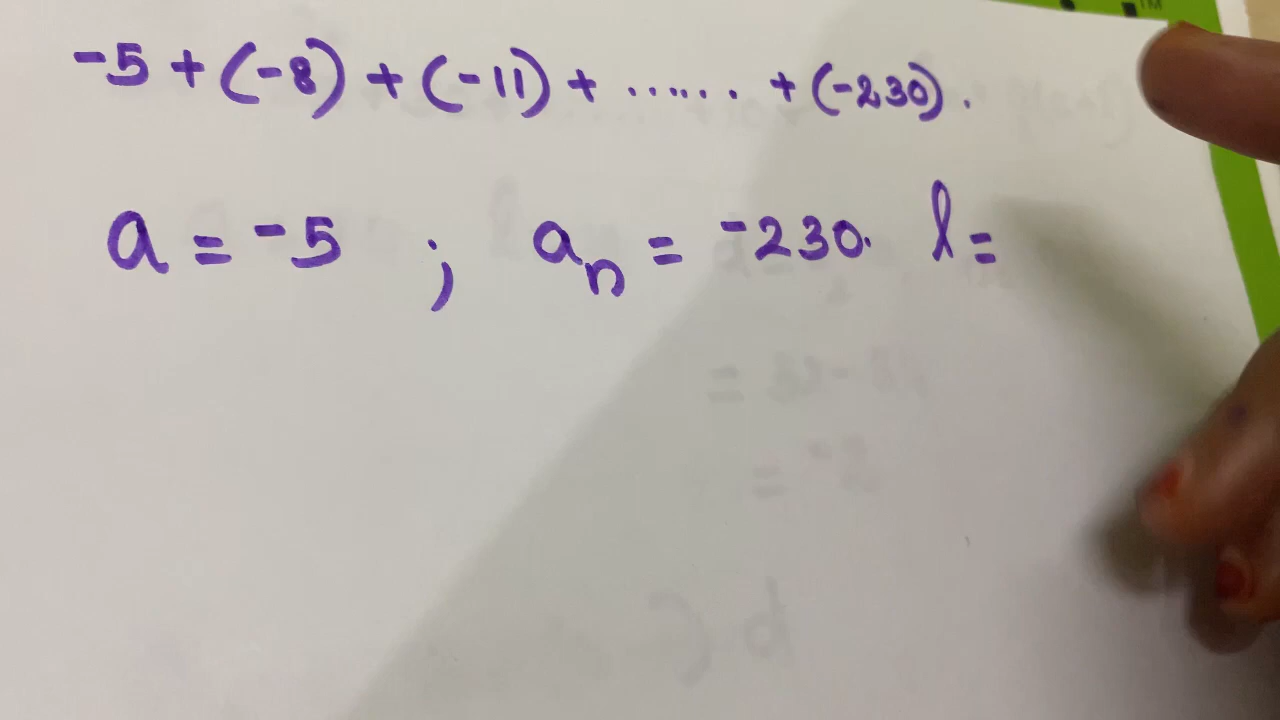 -5 + (-8) + (-11) + ...... + (-230).
a = -5 ; aₙ = -230. l =